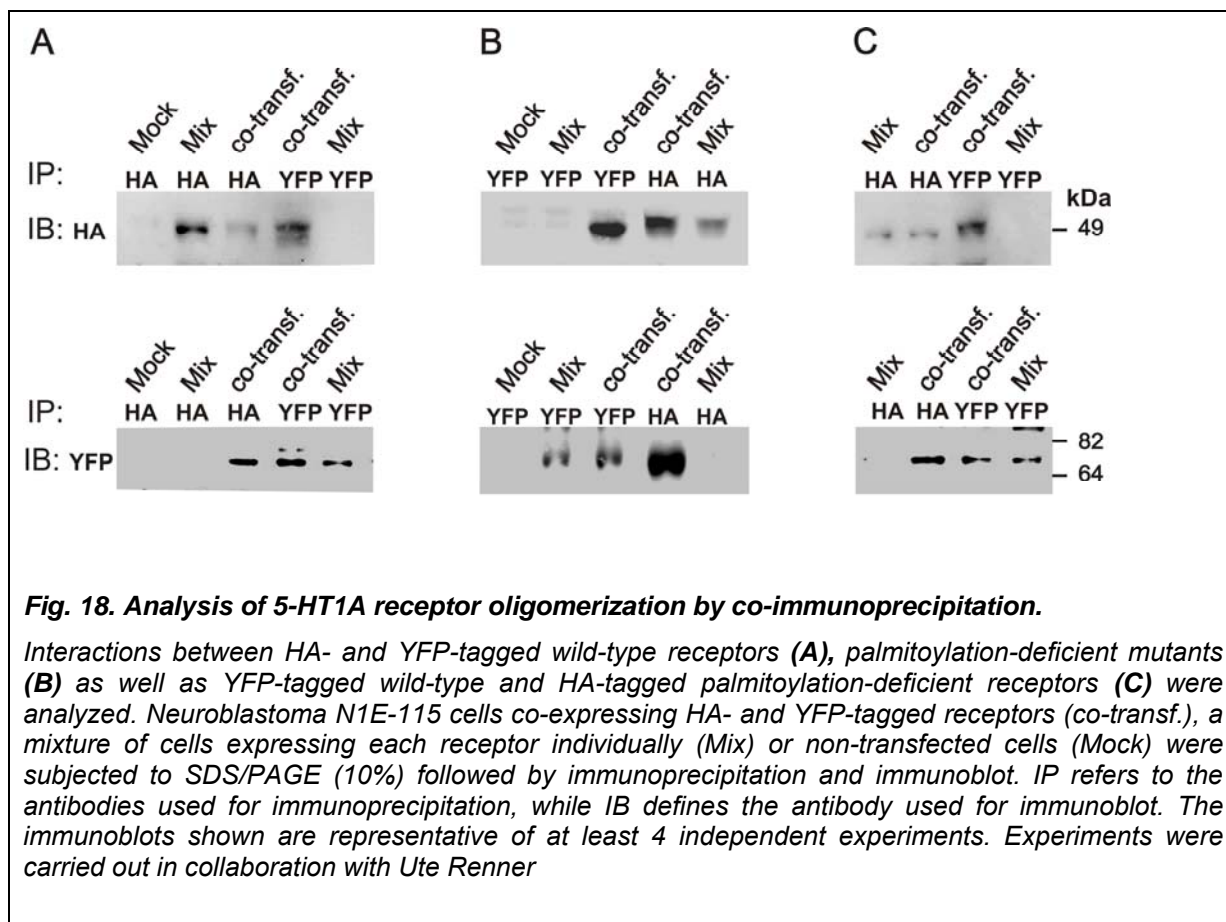 A B C
Mock Mix co-transf. co-transf. Mix
Mock Mix co-transf. co-transf. Mix
Mix co-transf. co-transf. Mix
IP: HA HA HA YFP YFP
YFP YFP YFP HA HA
HA HA YFP YFP kDa
IB: HA 49
Mock Mix co-transf. co-transf. Mix
Mock Mix co-transf. co-transf. Mix
Mix co-transf. co-transf. Mix
IP: HA HA HA YFP YFP
YFP YFP YFP HA HA
HA HA YFP YFP
IB: YFP 82
64
Fig. 18. Analysis of 5-HT1A receptor oligomerization by co-immunoprecipitation.
Interactions between HA- and YFP-tagged wild-type receptors (A), palmitoylation-deficient mutants
(B) as well as YFP-tagged wild-type and HA-tagged palmitoylation-deficient receptors (C) were
analyzed. Neuroblastoma N1E-115 cells co-expressing HA- and YFP-tagged receptors (co-transf.), a
mixture of cells expressing each receptor individually (Mix) or non-transfected cells (Mock) were
subjected to SDS/PAGE (10%) followed by immunoprecipitation and immunoblot. IP refers to the
antibodies used for immunoprecipitation, while IB defines the antibody used for immunoblot. The
immunoblots shown are representative of at least 4 independent experiments. Experiments were
carried out in collaboration with Ute Renner